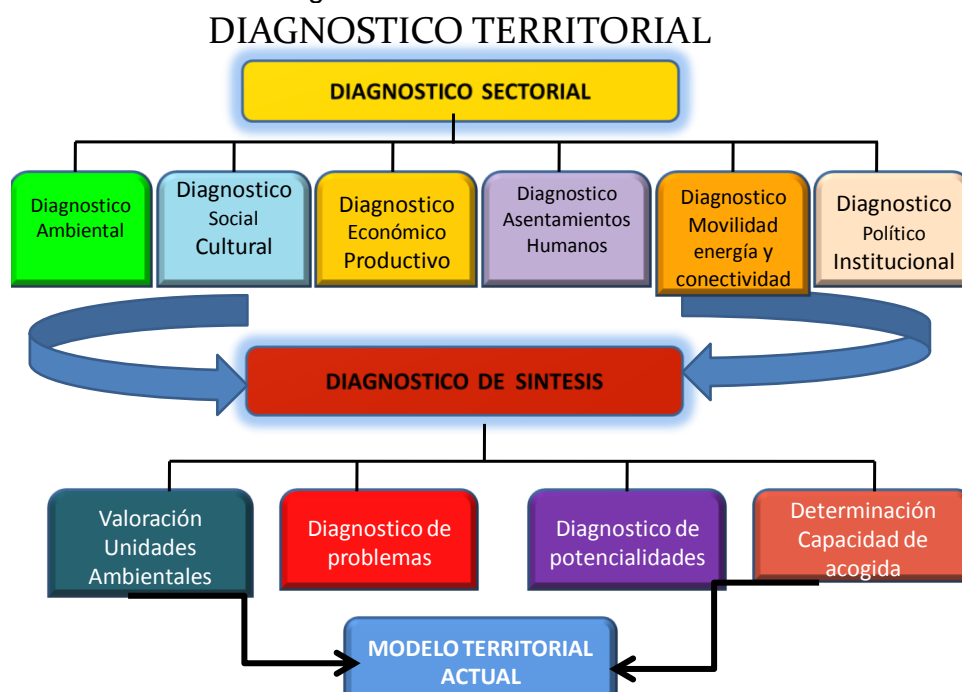 DIAGNOSTICO TERRITORIAL
DIAGNOSTICO SECTORIAL
Diagnostico
Ambiental
Diagnostico
Social
Cultural
Diagnostico
Económico
Productivo
Diagnostico
Asentamientos
Humanos
Diagnostico
Movilidad
energía y
conectividad
Diagnostico
Político
Institucional
DIAGNOSTICO DE SINTESIS
Valoración
Unidades
Ambientales
Diagnostico de
problemas
Diagnostico de
potencialidades
Determinación
Capacidad de
acogida
MODELO TERRITORIAL
ACTUAL